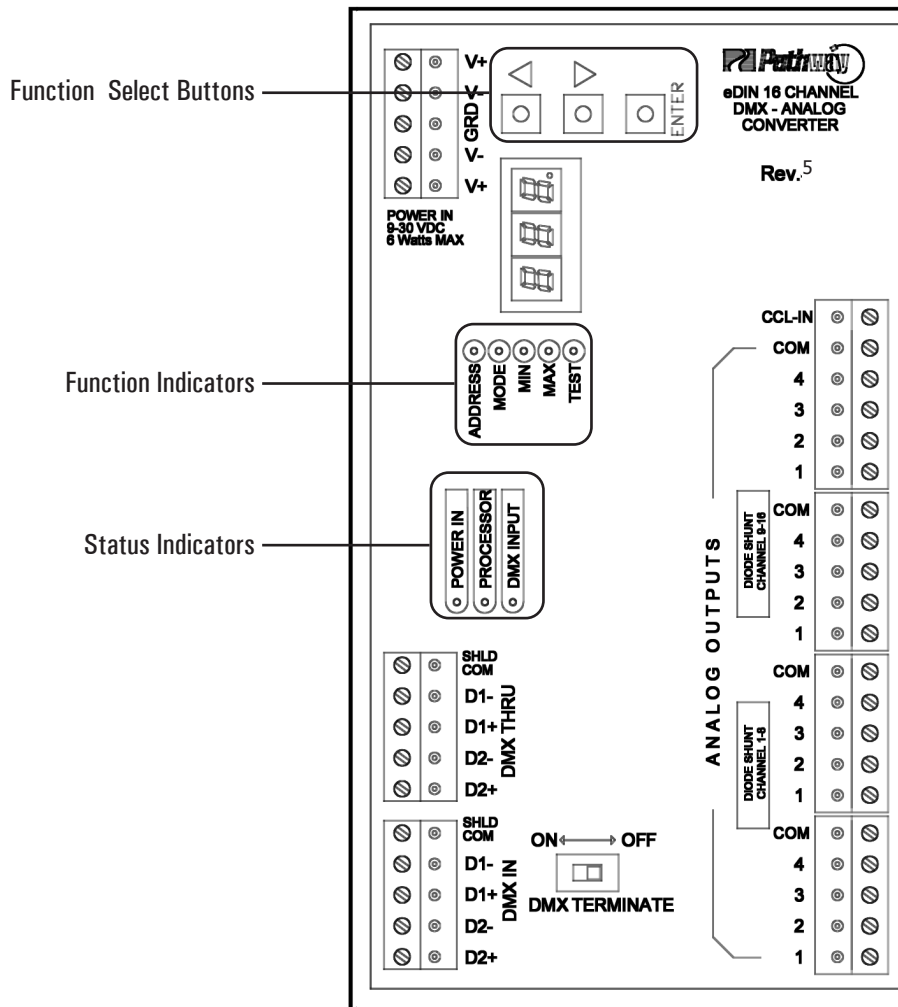 Function Select Buttons
Function Indicators
Status Indicators
V+
V-
GRD
V-
V+
POWER IN
9-30 VDC
6 Watts MAX
ENTER
Pathway
eDIN 16 CHANNEL
DMX - ANALOG
CONVERTER
Rev.5
ADDRESS
MODE
MIN
MAX
TEST
POWER IN
PROCESSOR
DMX INPUT
SHLD
COM
D1-
D1+
D2-
D2+
DMX THRU
SHLD
COM
D1-
D1+
D2-
D2+
DMX IN
ON
OFF
DMX TERMINATE
ANALOG OUTPUTS
DIODE SHUNT
CHANNEL 9-16
DIODE SHUNT
CHANNEL 1-8
CCL-IN
COM
4
3
2
1
COM
4
3
2
1
COM
4
3
2
1
COM
4
3
2
1